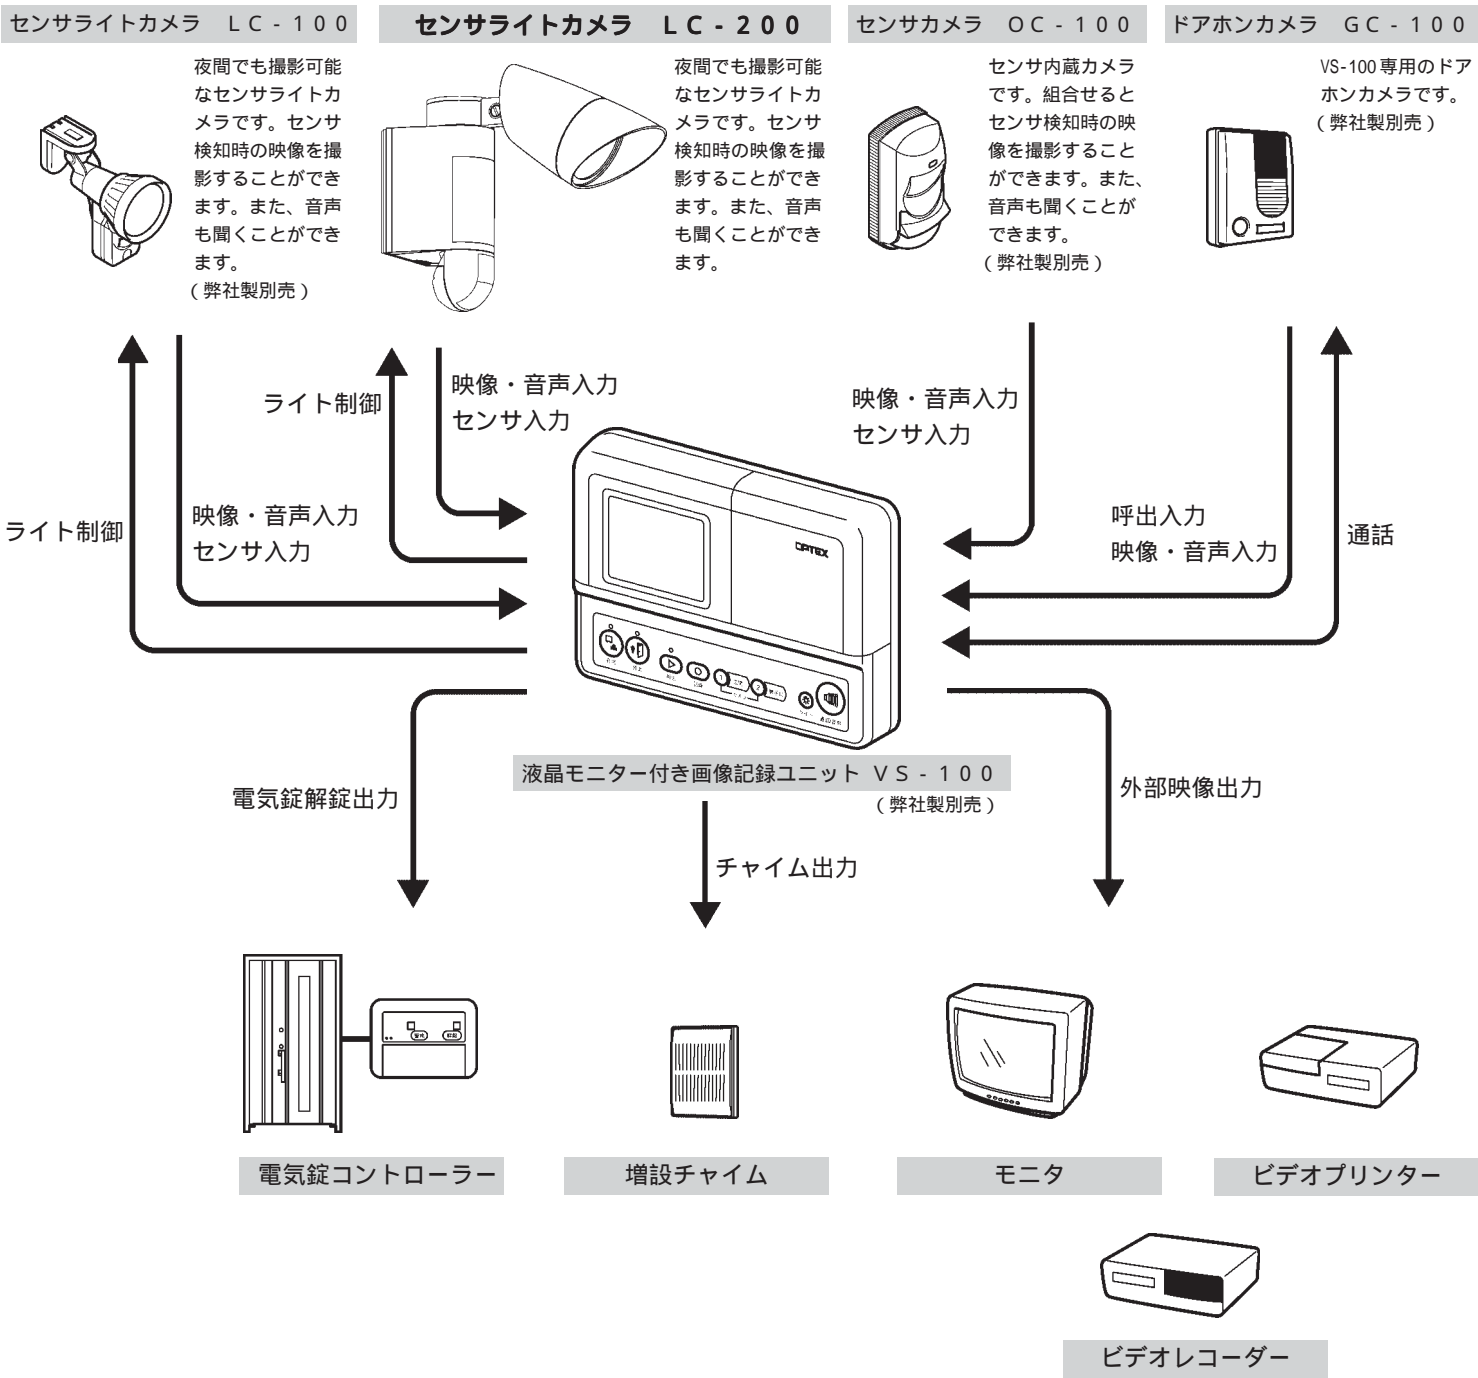 センサライトカメラ　ＬＣ-１００
夜間でも撮影可能
なセンサライトカ
メラです。センサ
検知時の映像を撮
影することができ
ます。また、音声
も聞くことができ
ます。
(弊社製別売)
センサライトカメラ　ＬＣ-２００
夜間でも撮影可能
なセンサライトカ
メラです。センサ
検知時の映像を撮
影することができ
ます。また、音声
も聞くことができ
ます。
センサカメラ　ＯＣ-１００
センサ内蔵カメラ
です。組合せると
センサ検知時の映
像を撮影すること
ができます。また、
音声も聞くことが
できます。
(弊社製別売)
ドアホンカメラ　ＧＣ-１００
VS-100専用のドア
ホンカメラです。
(弊社製別売)
ライト制御
映像・音声入力
センサ入力
ライト制御
映像・音声入力
センサ入力
映像・音声入力
センサ入力
呼出入力
映像・音声入力
通話
OPTEX
1
2
液晶モニター付き画像記録ユニット ＶＳ-１００
(弊社製別売)
電気錠解錠出力
チャイム出力
外部映像出力
電気錠コントローラー
増設チャイム
モニタ
ビデオプリンター
ビデオレコーダー